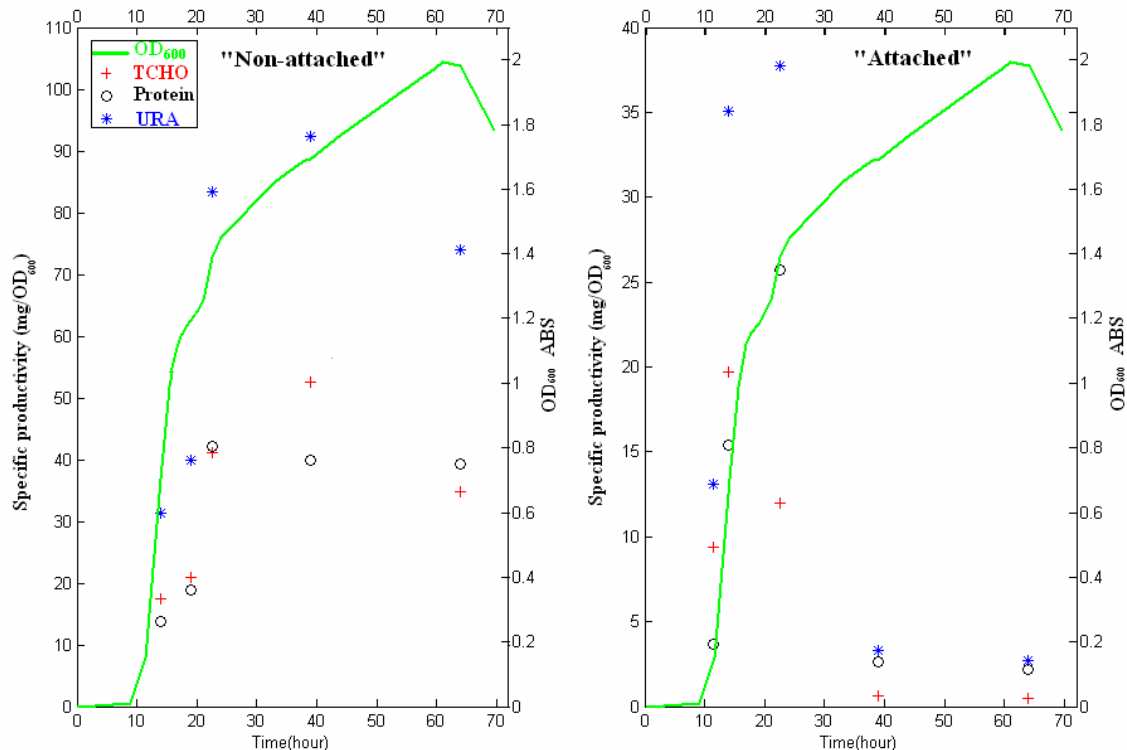 0 10 20 30 40 50 60 70
110
100
90
80
70
60
50
40
30
20
10
0
Specific productivity (mg/OD₆₀₀)
OD₆₀₀
TCHO
Protein
URA
"Non-attached"
2
1.8
1.6
1.4
1.2
1
0.8
0.6
0.4
0.2
0
OD₆₀₀ ABS
0 10 20 30 40 50 60 70
Time(hour)
0 10 20 30 40 50 60 70
40
35
30
25
20
15
10
5
0
Specific productivity (mg/OD₆₀₀)
"Attached"
2
1.8
1.6
1.4
1.2
1
0.8
0.6
0.4
0.2
0
OD₆₀₀ ABS
0 10 20 30 40 50 60 70
Time(hour)